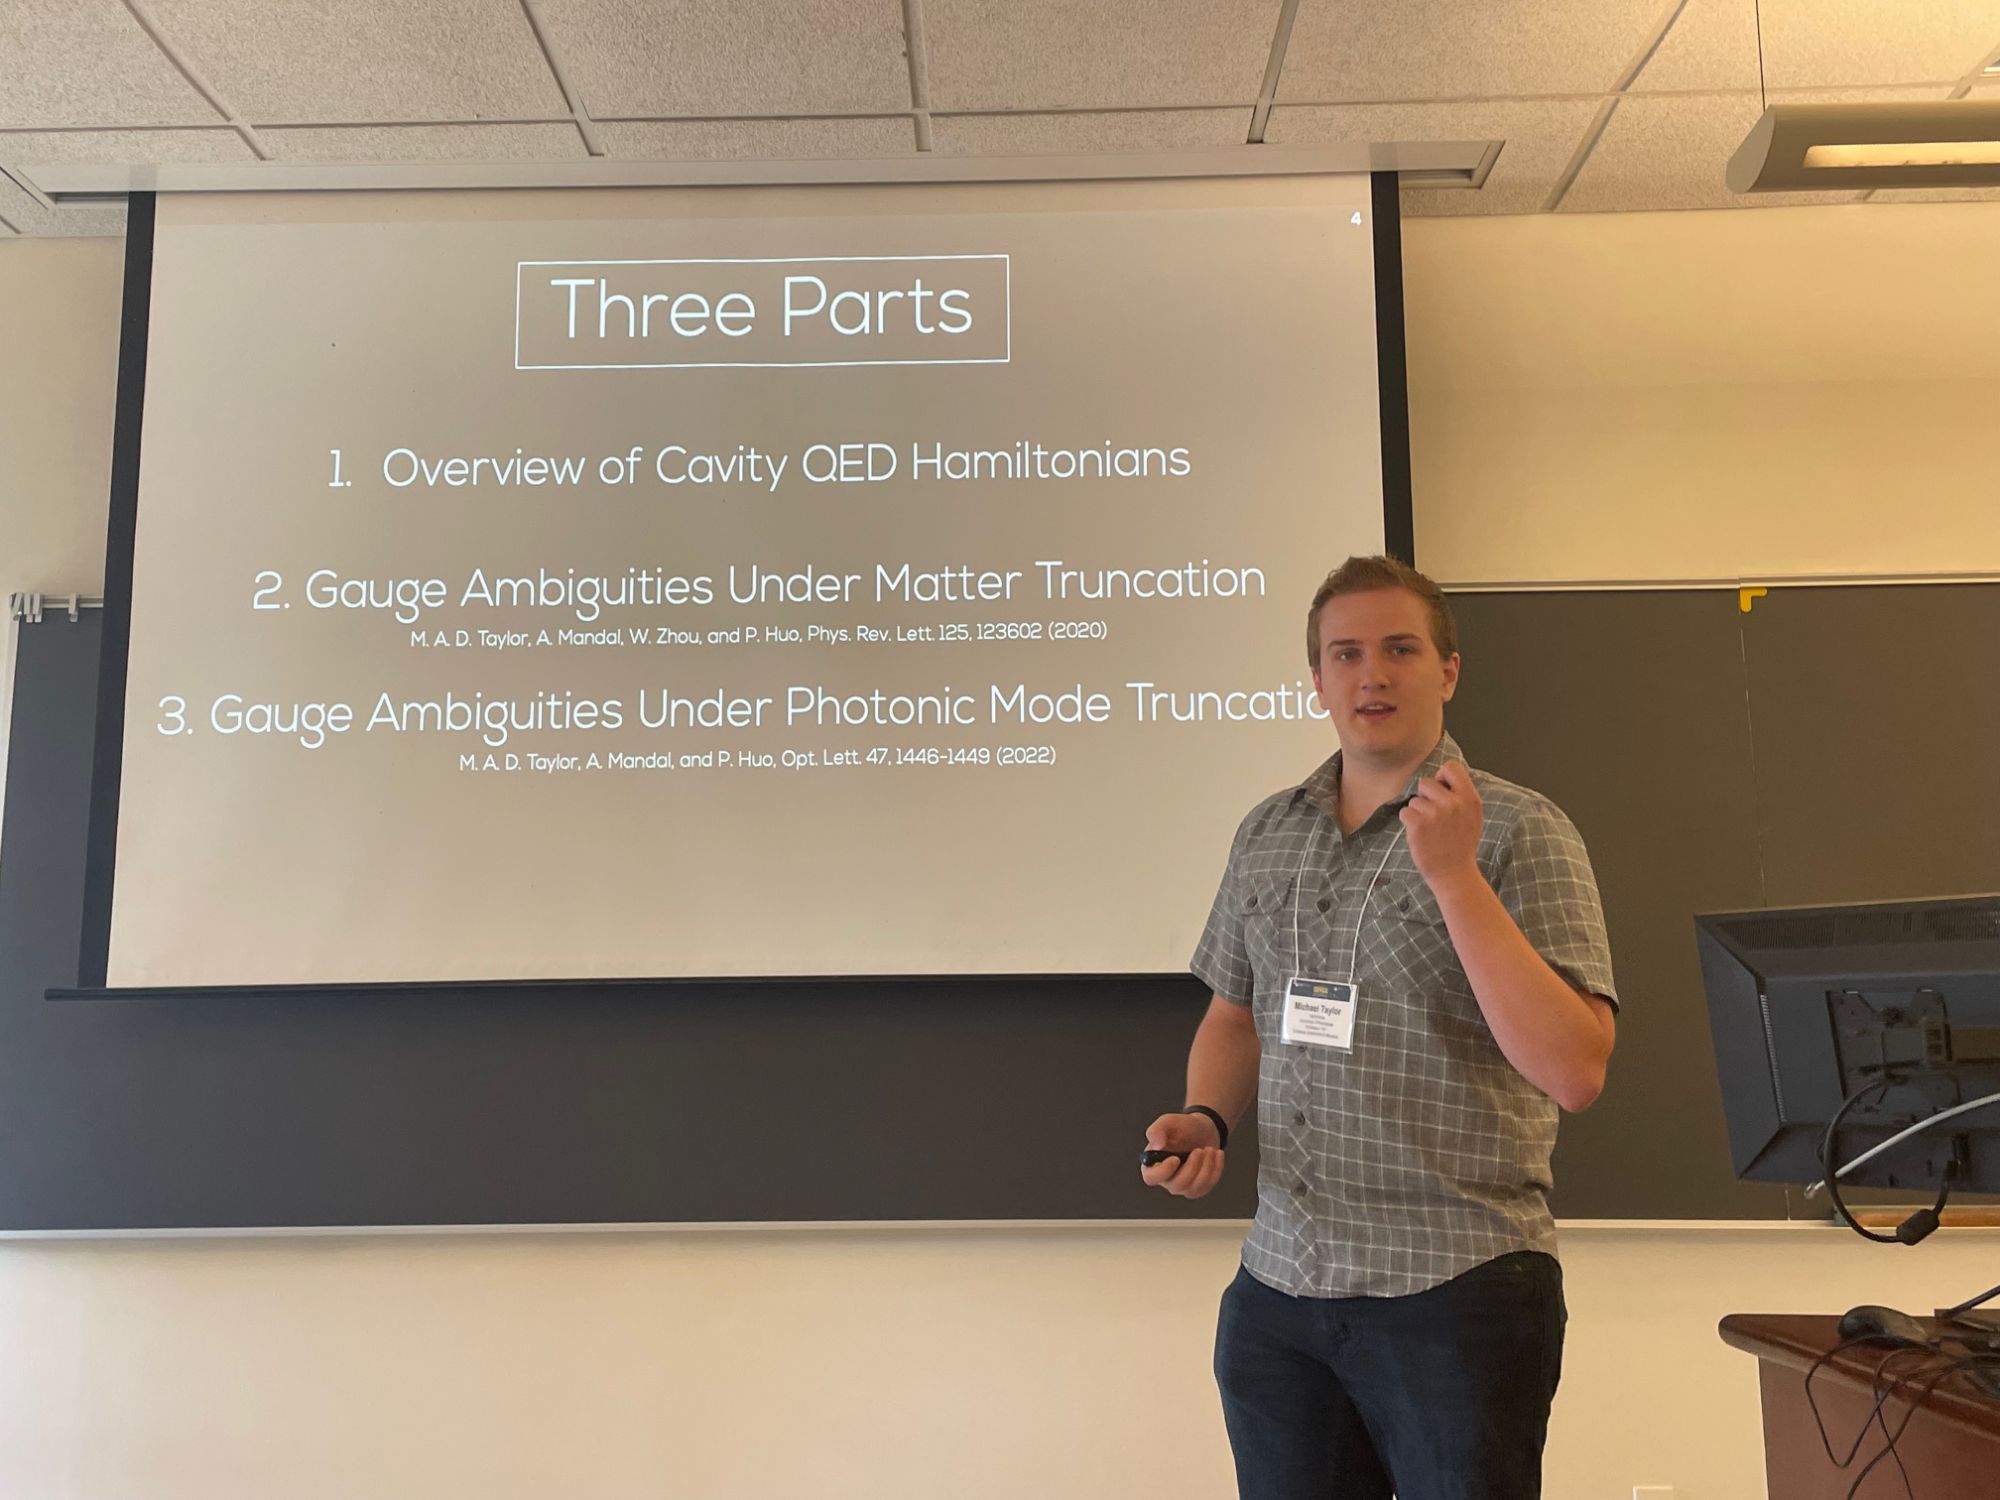 4
Three Parts
1. Overview of Cavity QED Hamiltonians
2. Gauge Ambiguities Under Matter Truncation
M. A. D. Taylor, A. Mandal, W. Zhou, and P. Huo, Phys. Rev. Lett. 125, 123602 (2020)
3. Gauge Ambiguities Under Photonic Mode Truncatio
M. A. D. Taylor, A. Mandal, and P. Huo, Opt. Lett. 47, 1446-1449 (2022)
Michael Taylor